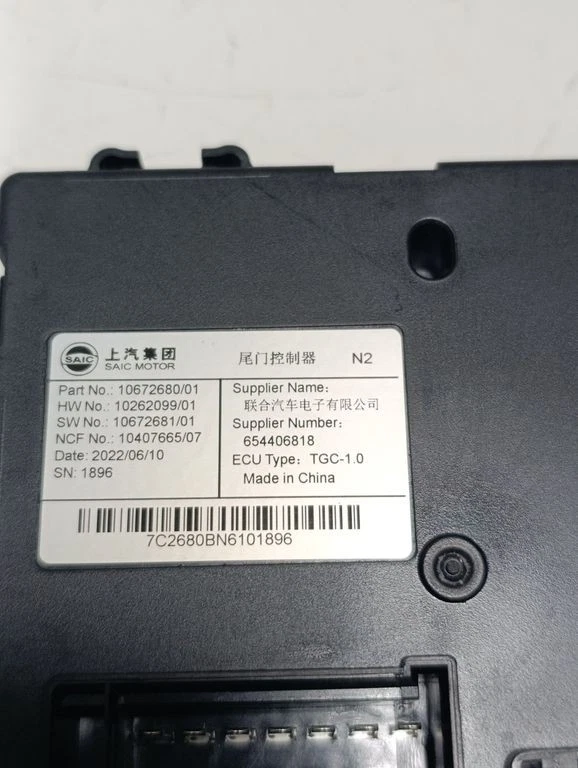 SAIC 上汽集团
SAIC MOTOR
尾门控制器 N2
Part No.: 10672680/01
HW No.: 10262099/01
SW No.: 10672681/01
NCF No.: 10407665/07
Date: 2022/06/10
SN: 1896
Supplier Name:
联合汽车电子有限公司
Supplier Number:
654406818
ECU Type: TGC-1.0
Made in China
7C2680BN6101896